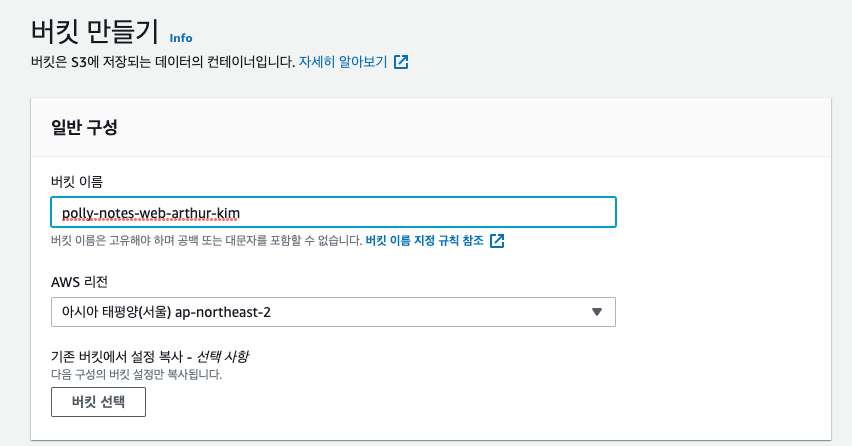 버킷 만들기 Info
버킷은 S3에 저장되는 데이터의 컨테이너입니다. 자세히 알아보기
일반 구성
버킷 이름
polly-notes-web-arthur-kim
버킷 이름은 고유해야 하며 공백 또는 대문자를 포함할 수 없습니다. 버킷 이름 지정 규칙 참조
AWS 리전
아시아 태평양(서울) ap-northeast-2
기존 버킷에서 설정 복사 - 선택 사항
다음 구성의 버킷 설정만 복사됩니다.
버킷 선택